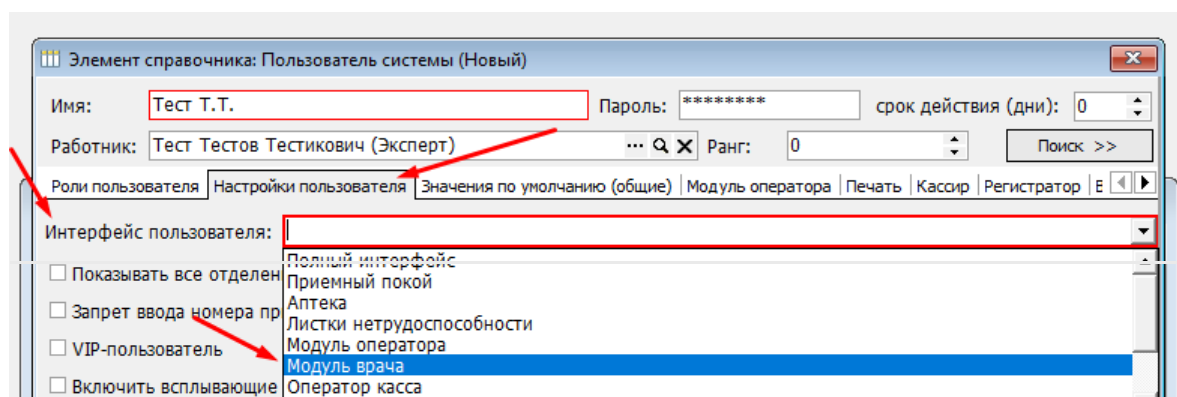 Элемент справочника: Пользователь системы (Новый)
Имя: Тест Т.Т. Пароль: ******** срок действия (дни): 0
Работник: Тест Тестов Тестикович (Эксперт) ... Ранг: 0 Поиск >>
Роли пользователя Настройки пользователя Значения по умолчанию (общие) Модуль оператора Печать Кассир Регистратор
Интерфейс пользователя:
Полный интерфейс
Показывать все отделен
Приемный покой
Аптека
Запрет ввода номера пр
Листки нетрудоспособности
Модуль оператора
VIP-пользователь
Модуль врача
Включить всплывающие
Оператор касса